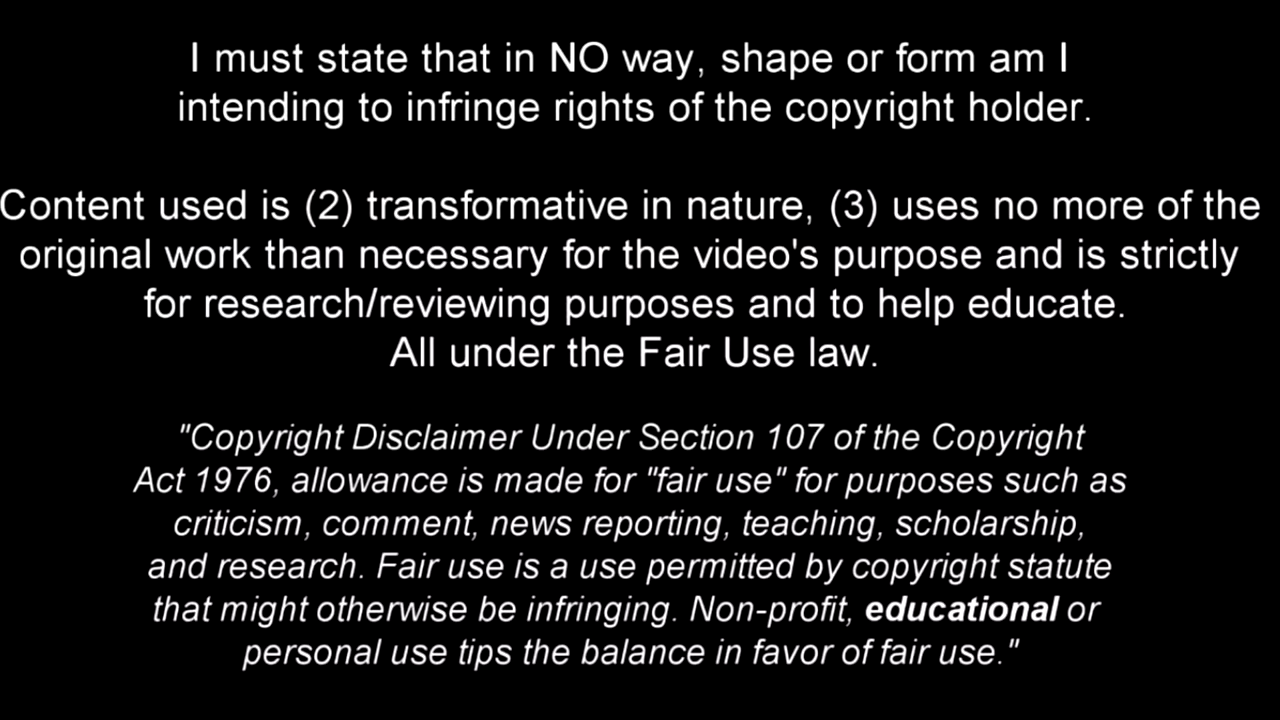 I must state that in NO way, shape or form am I
intending to infringe rights of the copyright holder.
Content used is (2) transformative in nature, (3) uses no more of the
original work than necessary for the video's purpose and is strictly
for research/reviewing purposes and to help educate.
All under the Fair Use law.
"Copyright Disclaimer Under Section 107 of the Copyright
Act 1976, allowance is made for "fair use" for purposes such as
criticism, comment, news reporting, teaching, scholarship,
and research. Fair use is a use permitted by copyright statute
that might otherwise be infringing. Non-profit, educational or
personal use tips the balance in favor of fair use."